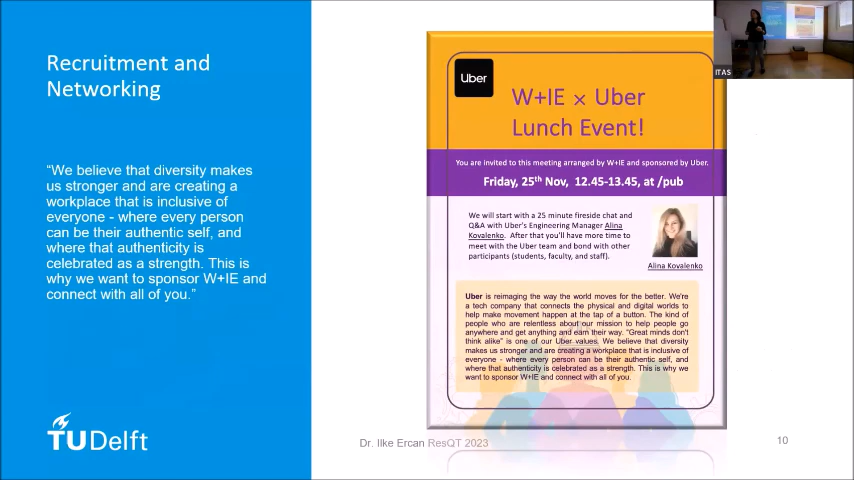 Recruitment and
Networking
“We believe that diversity makes
us stronger and are creating a
workplace that is inclusive of
everyone - where every person
can be their authentic self, and
where that authenticity is
celebrated as a strength. This is
why we want to sponsor W+IE and
connect with all of you.”
TUDelft
Uber
W+IE × Uber
Lunch Event!
You are invited to this meeting arranged by W+IE and sponsored by Uber.
Friday, 25th Nov, 12.45-13.45, at /pub
We will start with a 25 minute fireside chat and
Q&A with Uber's Engineering Manager Alina
Kovalenko. After that you'll have more time to
meet with the Uber team and bond with other
participants (students, faculty, and staff).
Alina Kovalenko
Uber is reimaging the way the world moves for the better. We're
a tech company that connects the physical and digital worlds to
help make movement happen at the tap of a button. The kind of
people who are relentless about our mission to help people go
anywhere and get anything and earn their way. “Great minds don't
think alike” is one of our Uber values. We believe that diversity
makes us stronger and are creating a workplace that is inclusive of
everyone - where every person can be their authentic self, and
where that authenticity is celebrated as a strength. This is why we
want to sponsor W+IE and connect with all of you.
Dr. Ilke Ercan ResQT 2023
10
ITAS